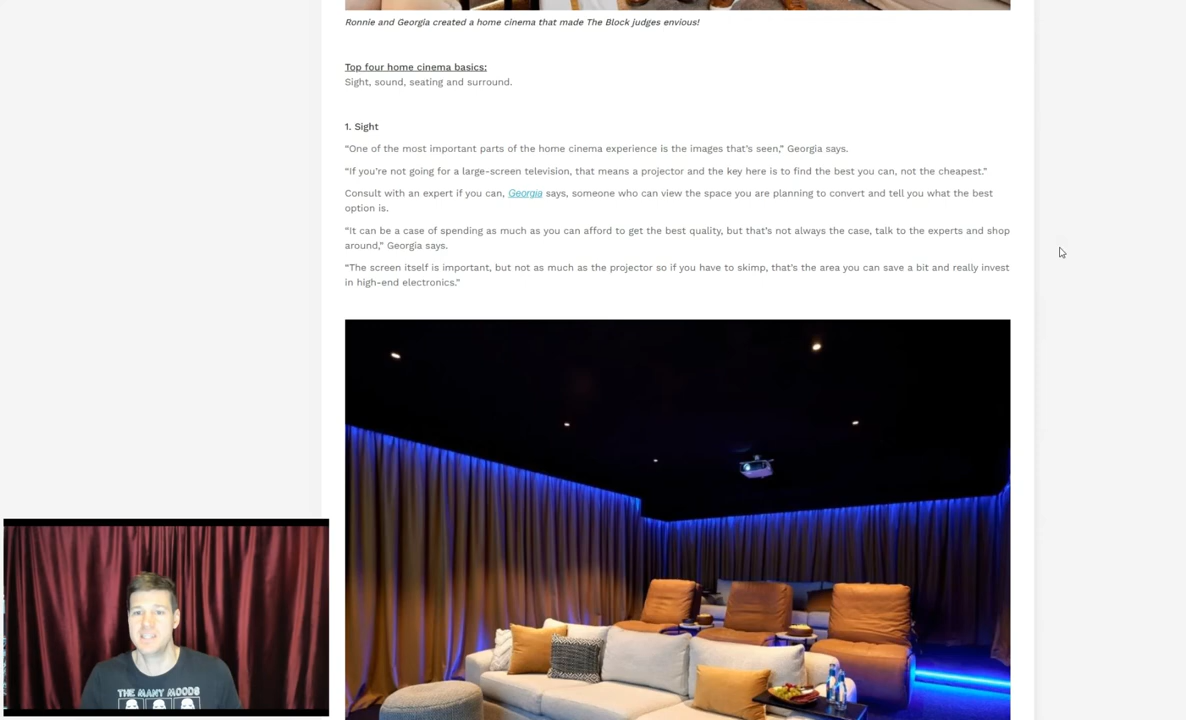 Ronnie and Georgia created a home cinema that made The Block judges envious!
Top four home cinema basics:
Sight, sound, seating and surround.
1. Sight
“One of the most important parts of the home cinema experience is the images that’s seen,” Georgia says.
“If you’re not going for a large-screen television, that means a projector and the key here is to find the best you can, not the cheapest.”
Consult with an expert if you can, Georgia says, someone who can view the space you are planning to convert and tell you what the best
option is.
“It can be a case of spending as much as you can afford to get the best quality, but that’s not always the case, talk to the experts and shop
around,” Georgia says.
“The screen itself is important, but not as much as the projector so if you have to skimp, that’s the area you can save a bit and really invest
in high-end electronics.”
THE MANY MOODS